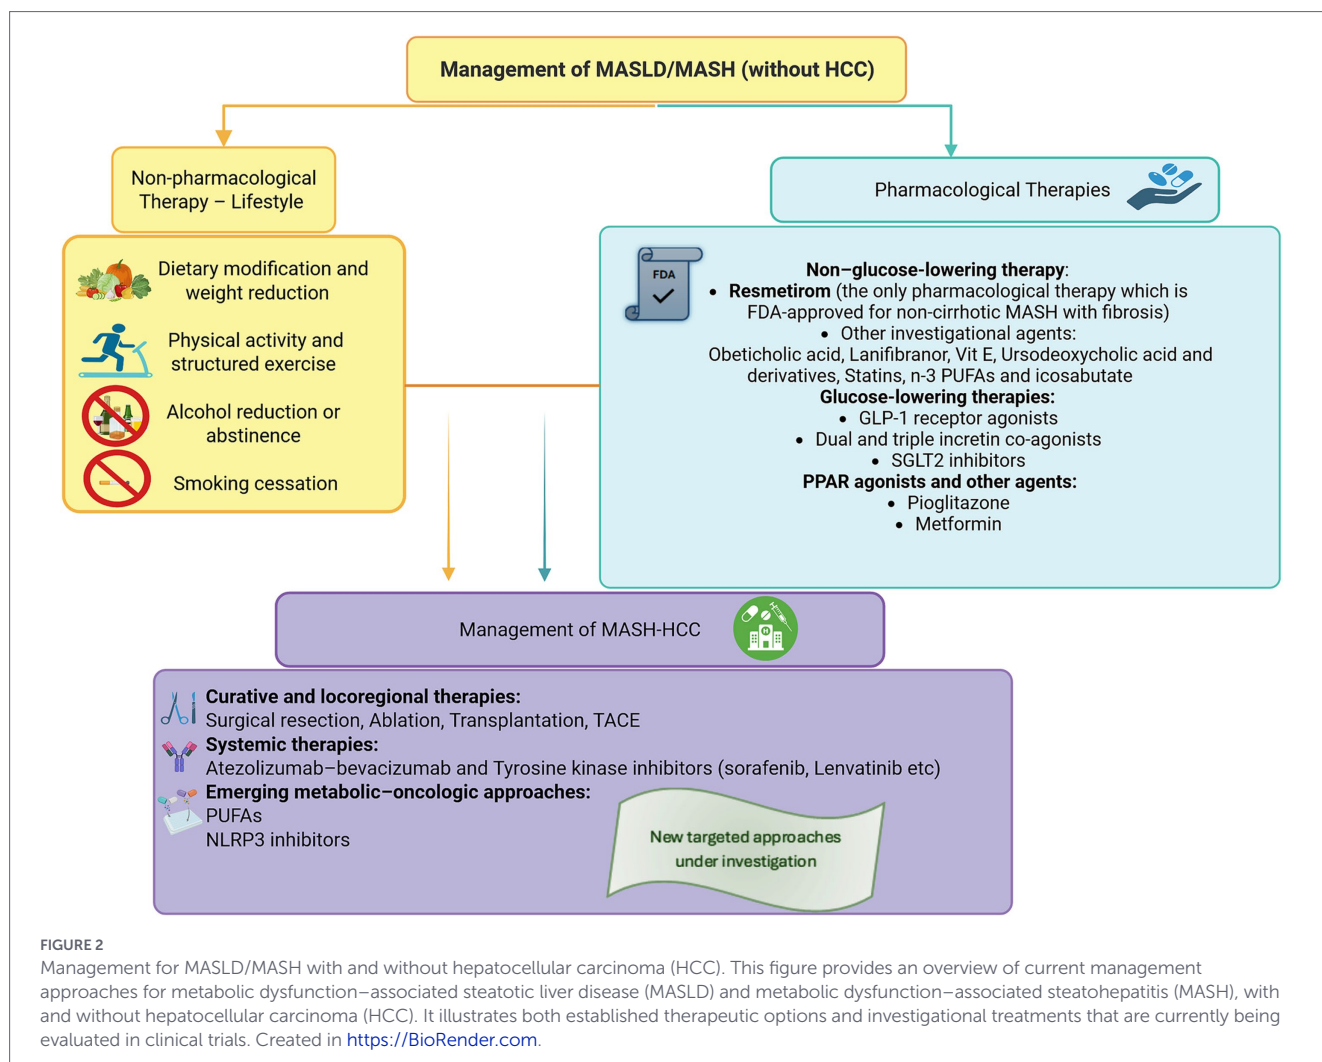 Management of MASLD/MASH (without HCC)
Non-pharmacological
Therapy – Lifestyle
Pharmacological Therapies
Dietary modification and
weight reduction
Physical activity and
structured exercise
Alcohol reduction or
abstinence
Smoking cessation
FDA
Non–glucose-lowering therapy:
• Resmetirom (the only pharmacological therapy which is
FDA-approved for non-cirrhotic MASH with fibrosis)
• Other investigational agents:
Obeticholic acid, Lanifibranor, Vit E, Ursodeoxycholic acid and
derivatives, Statins, n-3 PUFAs and icosabutate
Glucose-lowering therapies:
• GLP-1 receptor agonists
• Dual and triple incretin co-agonists
• SGLT2 inhibitors
PPAR agonists and other agents:
• Pioglitazone
• Metformin
Management of MASH-HCC
H
Curative and locoregional therapies:
Surgical resection, Ablation, Transplantation, TACE
Systemic therapies:
Atezolizumab–bevacizumab and Tyrosine kinase inhibitors (sorafenib, Lenvatinib etc)
Emerging metabolic–oncologic approaches:
PUFAs
NLRP3 inhibitors
New targeted approaches
under investigation
FIGURE 2
Management for MASLD/MASH with and without hepatocellular carcinoma (HCC). This figure provides an overview of current management
approaches for metabolic dysfunction–associated steatotic liver disease (MASLD) and metabolic dysfunction–associated steatohepatitis (MASH), with
and without hepatocellular carcinoma (HCC). It illustrates both established therapeutic options and investigational treatments that are currently being
evaluated in clinical trials. Created in https://BioRender.com.